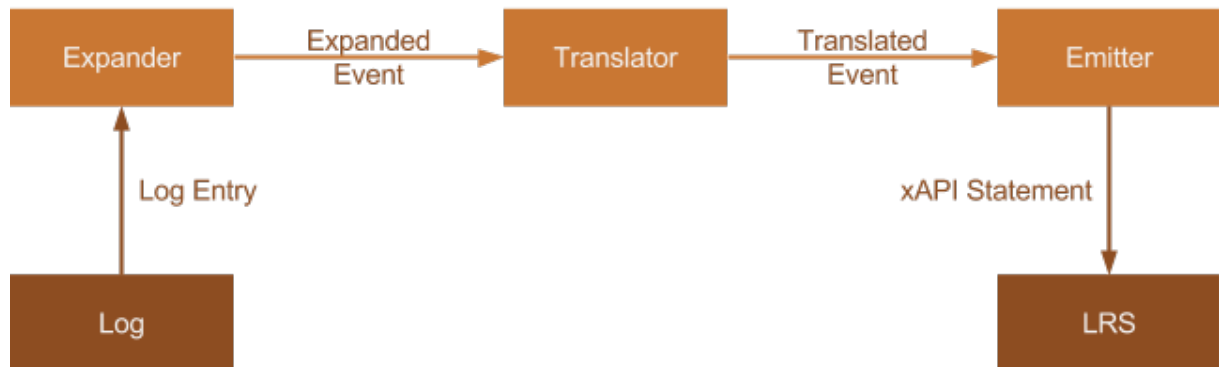 Expander
Expanded
Event
Translator
Translated
Event
Emitter
Log Entry
xAPI Statement
Log
LRS